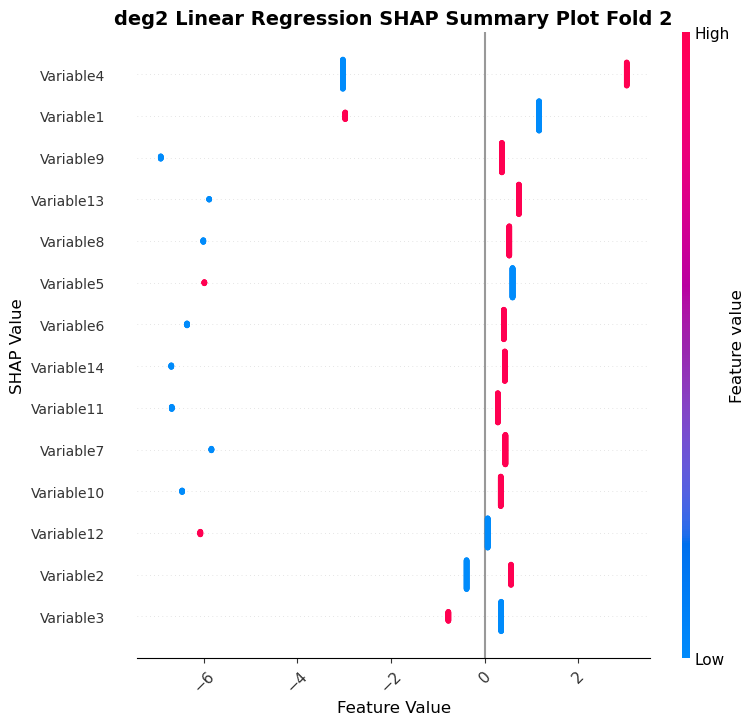 deg2 Linear Regression SHAP Summary Plot Fold 2
High
Variable4
Variable1
Variable9
Variable13
Variable8
Variable5
Variable6
Variable14
Variable11
Variable7
Variable10
Variable12
Variable2
Variable3
SHAP Value
Feature value
Low
−6
−4
−2
0
2
Feature Value